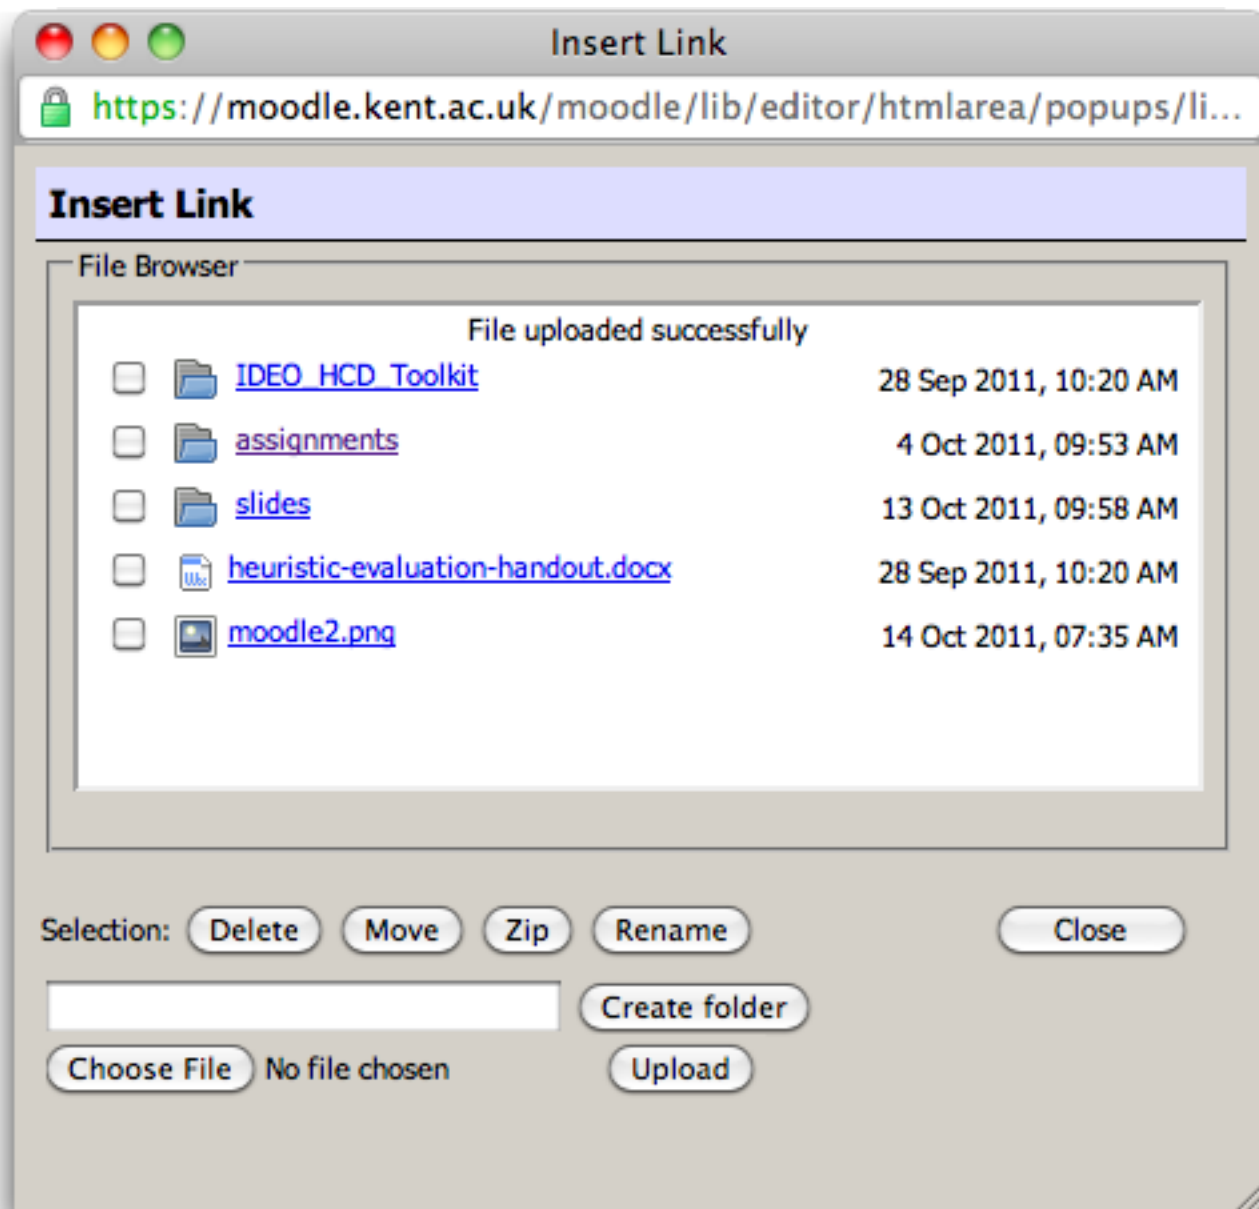 Insert Link
https://moodle.kent.ac.uk/moodle/lib/editor/htmlarea/popups/li...
Insert Link
File Browser
File uploaded successfully
IDEO_HCD_Toolkit 28 Sep 2011, 10:20 AM
assignments 4 Oct 2011, 09:53 AM
slides 13 Oct 2011, 09:58 AM
heuristic-evaluation-handout.docx 28 Sep 2011, 10:20 AM
moodle2.png 14 Oct 2011, 07:35 AM
Selection: Delete Move Zip Rename Close
Create folder
Choose File No file chosen Upload